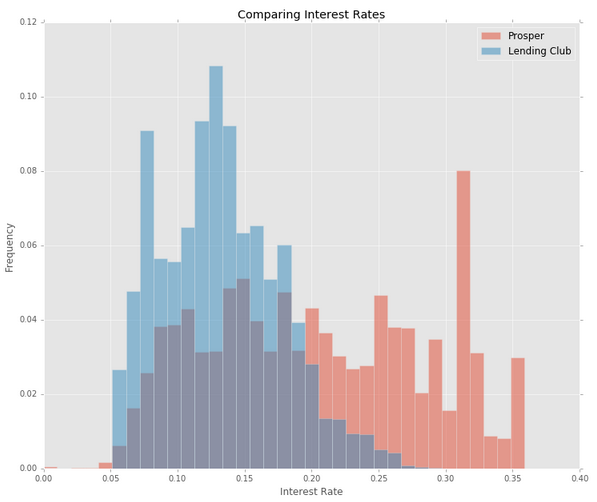 Comparing Interest Rates
Prosper
Lending Club
Frequency
0.12
0.10
0.08
0.06
0.04
0.02
0.00
0.00 0.05 0.10 0.15 0.20 0.25 0.30 0.35 0.40
Interest Rate